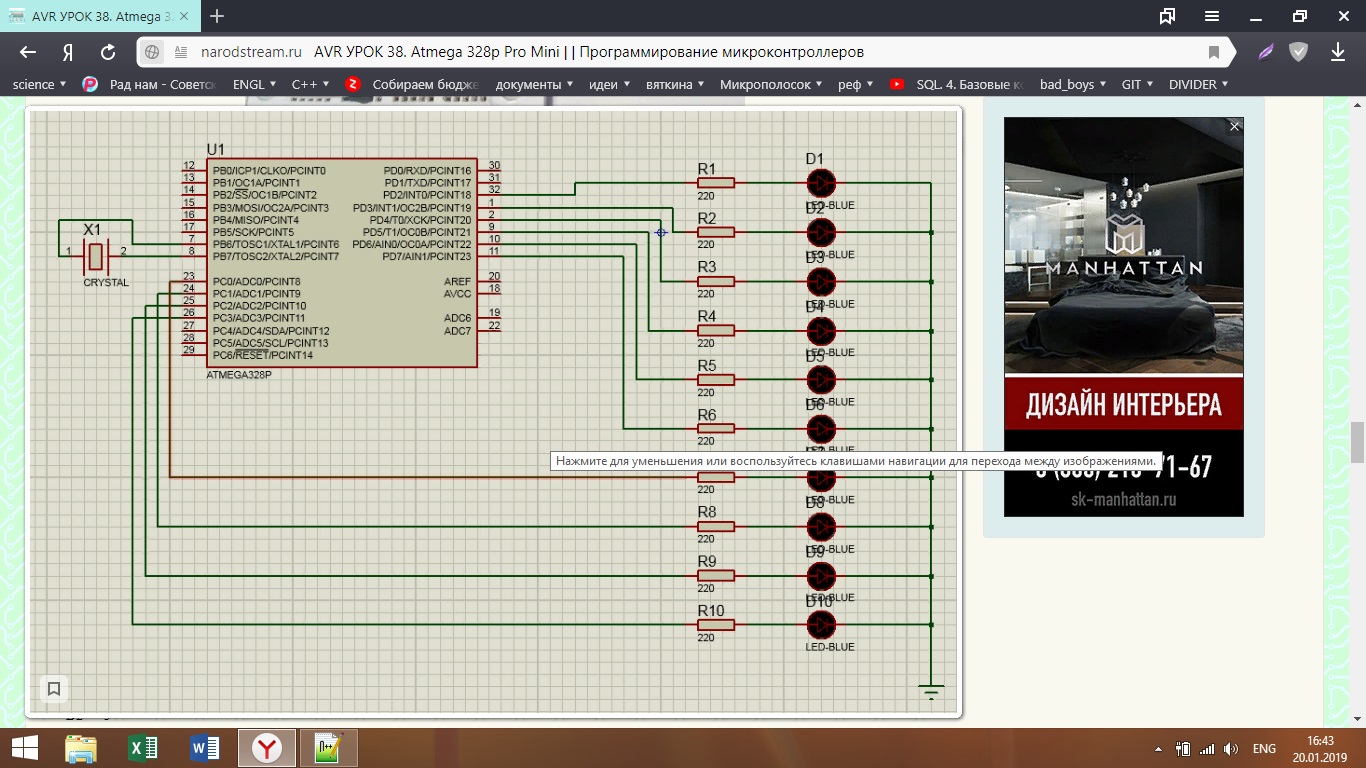 AVR УРОК 38. Atmega 3
narodstream.ru AVR УРОК 38. Atmega 328p Pro Mini | | Программирование микроконтроллеров
science Рад нам - Советск ENGL C++ Собираем бюдже документы идеи вяткина Микрополосок реф SQL. 4. Базовые ко bad_boys GIT DIVIDER
U1
12 PB0/ICP1/CLKO/PCINT0 PD0/RXD/PCINT16 30
13 PB1/OC1A/PCINT1 PD1/TXD/PCINT17 31
14 PB2/SS/OC1B/PCINT2 PD2/INT0/PCINT18 32
15 PB3/MOSI/OC2A/PCINT3 PD3/INT1/OC2B/PCINT19 1
16 PB4/MISO/PCINT4 PD4/T0/XCK/PCINT20 2
17 PB5/SCK/PCINT5 PD5/T1/OC0B/PCINT21 9
7 PB6/TOSC1/XTAL1/PCINT6 PD6/AIN0/OC0A/PCINT22 10
8 PB7/TOSC2/XTAL2/PCINT7 PD7/AIN1/PCINT23 11
23 PC0/ADC0/PCINT8 AREF 20
24 PC1/ADC1/PCINT9 AVCC 18
25 PC2/ADC2/PCINT10
26 PC3/ADC3/PCINT11 ADC6 19
27 PC4/ADC4/SDA/PCINT12 ADC7 22
28 PC5/ADC5/SCL/PCINT13
29 PC6/RESET/PCINT14
ATMEGA328P
X1
1 2
CRYSTAL
R1 D1
220 LED-BLUE
R2 D2
220 LED-BLUE
R3 D3
220 LED-BLUE
R4 D4
220 LED-BLUE
R5 D5
220 LED-BLUE
R6 D6
220
Нажмите для уменьшения или воспользуйтесь клавишами навигации для перехода между изображениями.
220 LED-BLUE
R8 D8
220 LED-BLUE
R9 D9
220 LED-BLUE
R10 D10
220 LED-BLUE
MANHATTAN
ДИЗАЙН ИНТЕРЬЕРА
71-67
sk-manhattan.ru
ENG
16:43
20.01.2019